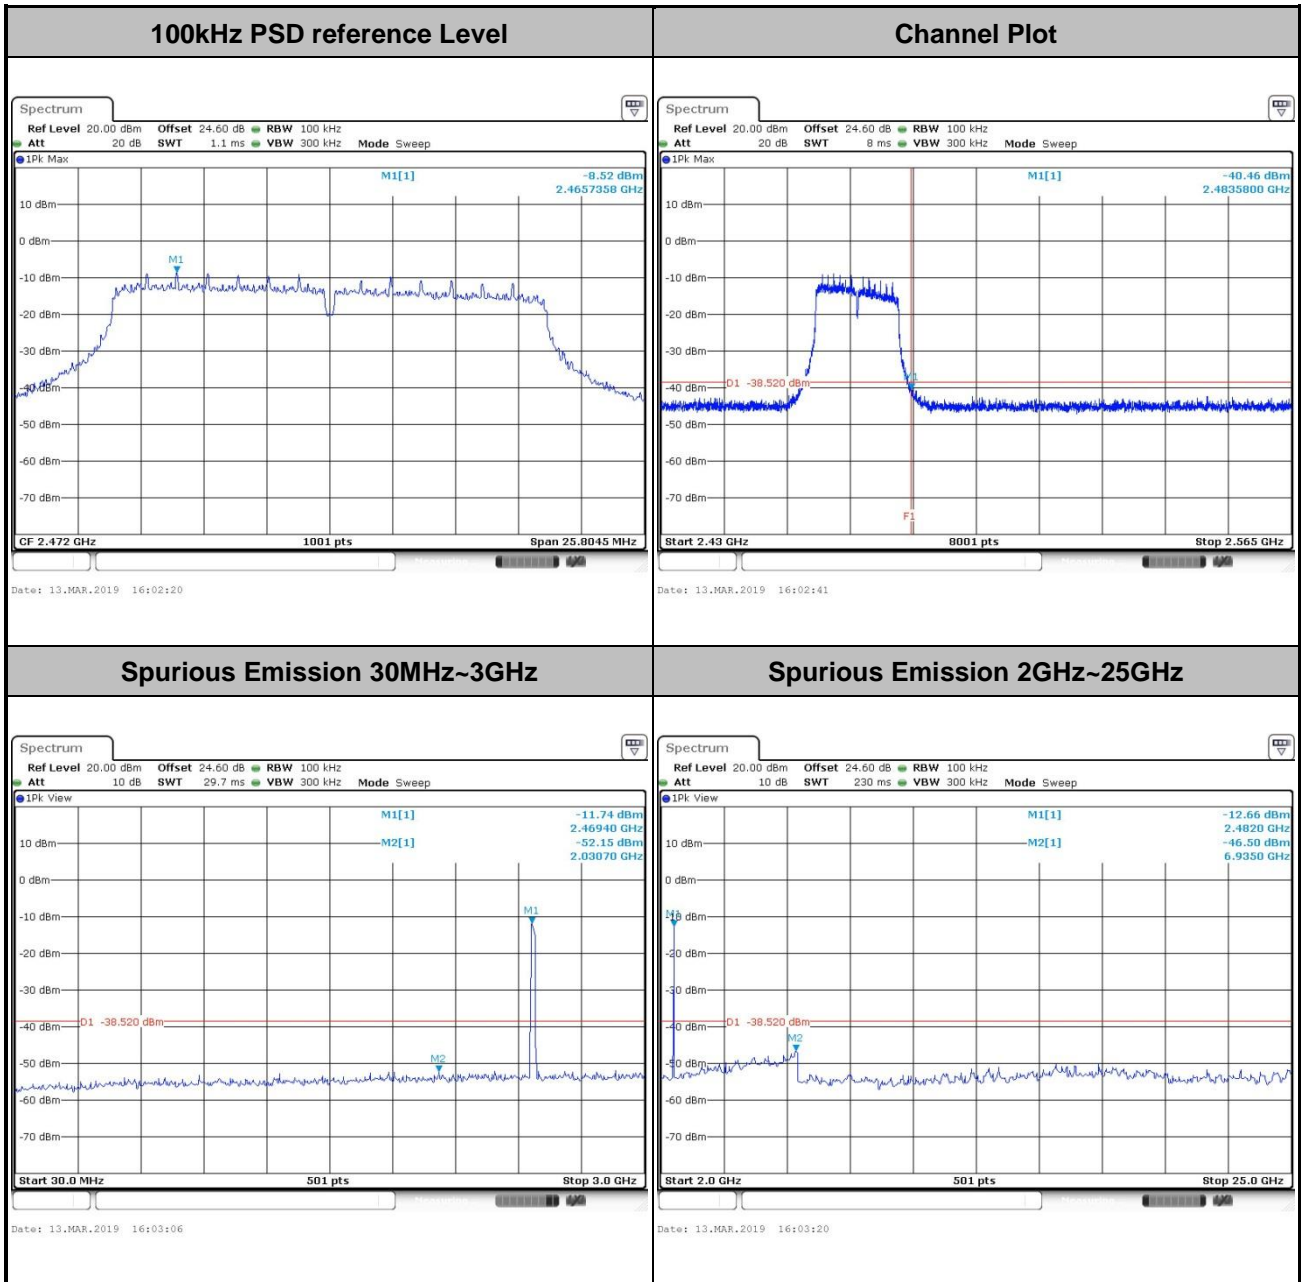 100kHz PSD reference Level
Channel Plot
Spectrum
Ref Level 20.00 dBm Offset 24.60 dB RBW 100 kHz
Att 20 dB SWT 1.1 ms VBW 300 kHz Mode Sweep
1Pk Max
M1[1] -8.52 dBm
2.4657358 GHz
10 dBm
0 dBm
M1
-10 dBm
-20 dBm
-30 dBm
-40 dBm
-50 dBm
-60 dBm
-70 dBm
CF 2.472 GHz 1001 pts Span 25.8045 MHz
Date: 13.MAR.2019 16:02:20
Spectrum
Ref Level 20.00 dBm Offset 24.60 dB RBW 100 kHz
Att 20 dB SWT 8 ms VBW 300 kHz Mode Sweep
1Pk Max
M1[1] -40.46 dBm
2.4835800 GHz
10 dBm
0 dBm
-10 dBm
-20 dBm
-30 dBm
D1 -38.520 dBm
M1
-40 dBm
-50 dBm
-60 dBm
-70 dBm
F1
Start 2.43 GHz 8001 pts Stop 2.565 GHz
Date: 13.MAR.2019 16:02:41
Spurious Emission 30MHz~3GHz
Spurious Emission 2GHz~25GHz
Spectrum
Ref Level 20.00 dBm Offset 24.60 dB RBW 100 kHz
Att 10 dB SWT 29.7 ms VBW 300 kHz Mode Sweep
1Pk View
M1[1] -11.74 dBm
2.46940 GHz
M2[1] -52.15 dBm
2.03070 GHz
10 dBm
0 dBm
-10 dBm
M1
-20 dBm
-30 dBm
D1 -38.520 dBm
-40 dBm
-50 dBm
M2
-60 dBm
-70 dBm
Start 30.0 MHz 501 pts Stop 3.0 GHz
Date: 13.MAR.2019 16:03:06
Spectrum
Ref Level 20.00 dBm Offset 24.60 dB RBW 100 kHz
Att 10 dB SWT 230 ms VBW 300 kHz Mode Sweep
1Pk View
M1[1] -12.66 dBm
2.4820 GHz
M2[1] -46.50 dBm
6.9350 GHz
10 dBm
0 dBm
M1
-10 dBm
-20 dBm
-30 dBm
D1 -38.520 dBm
-40 dBm
M2
-50 dBm
-60 dBm
-70 dBm
Start 2.0 GHz 501 pts Stop 25.0 GHz
Date: 13.MAR.2019 16:03:20